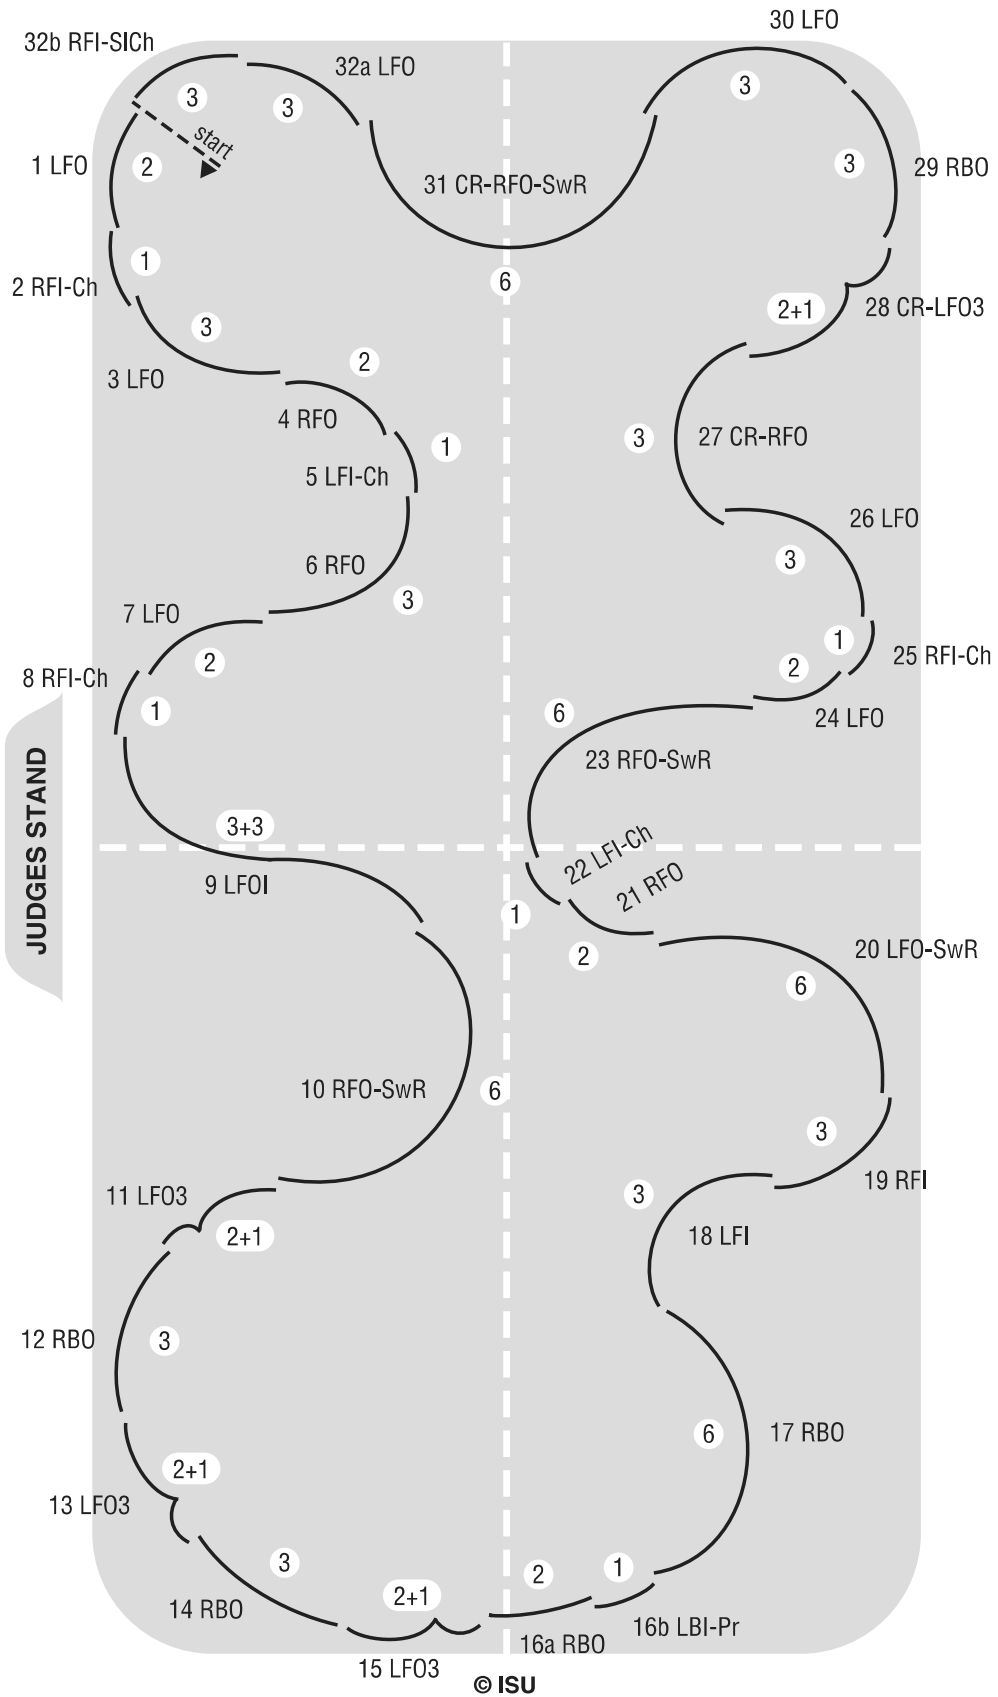 30 LFO
32b RFI-SlCh
32a LFO
3
3
3
start
1 LFO
2
3
29 RBO
31 CR-RFO-SwR
1
2 RFI-Ch
6
2+1
28 CR-LFO3
3
3 LFO
2
4 RFO
3
27 CR-RFO
1
5 LFI-Ch
26 LFO
6 RFO
3
3
7 LFO
1
25 RFI-Ch
2
2
8 RFI-Ch
1
6
24 LFO
23 RFO-SwR
JUDGES STAND
3+3
9 LFOI
22 LFI-Ch
21 RFO
1
2
20 LFO-SwR
6
10 RFO-SwR
6
3
19 RFI
11 LFO3
3
2+1
18 LFI
12 RBO
3
6
17 RBO
2+1
13 LFO3
3
2
1
2+1
14 RBO
16b LBI-Pr
16a RBO
15 LFO3
© ISU